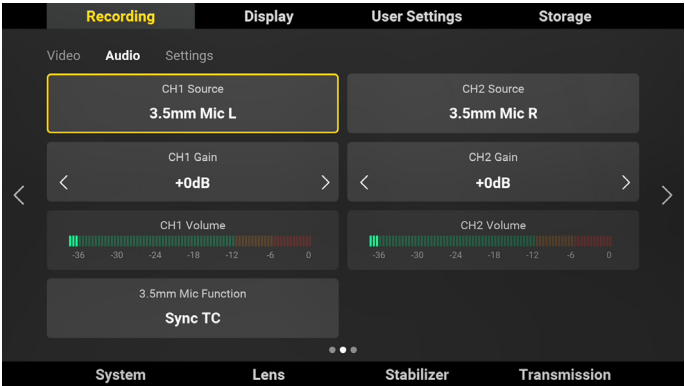 Recording Display User Settings Storage
Video Audio Settings
CH1 Source CH2 Source
3.5mm Mic L 3.5mm Mic R
CH1 Gain CH2 Gain
+0dB +0dB
CH1 Volume CH2 Volume
-36 -30 -24 -18 -12 -6 0 -36 -30 -24 -18 -12 -6 0
3.5mm Mic Function
Sync TC
System Lens Stabilizer Transmission